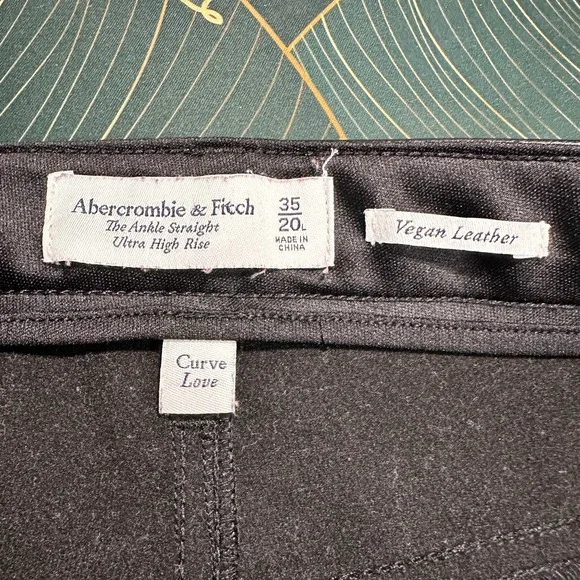 Abercrombie & Fitch
The Ankle Straight
Ultra High Rise
35
20L
MADE IN
CHINA
Vegan Leather
Curve
Love